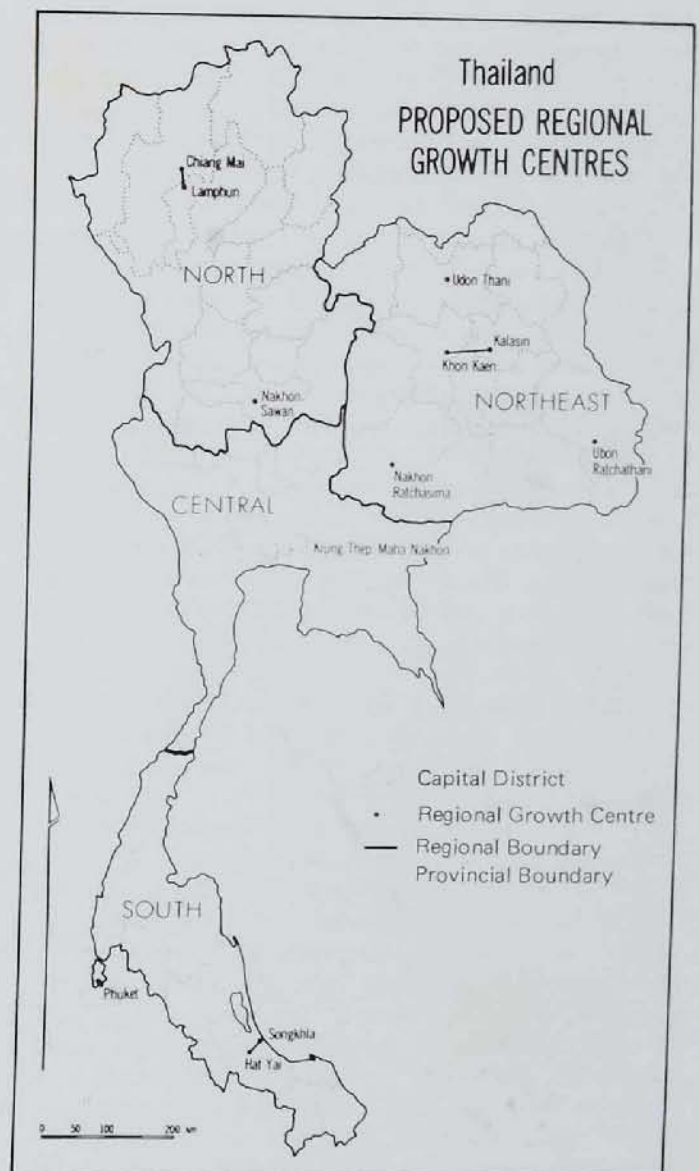 Thailand
PROPOSED REGIONAL
GROWTH CENTRES
Chiang Mai
Lamphun
NORTH
Udon Thani
Kalasin
Khon Kaen
NORTHEAST
Nakhon
Sawan
Ubon
Ratchathani
Nakhon
Ratchasima
CENTRAL
Krung Thep Maha Nakhon
Capital District
Regional Growth Centre
Regional Boundary
Provincial Boundary
SOUTH
Phuket
Songkhla
Hat Yai
0 50 100 200 km